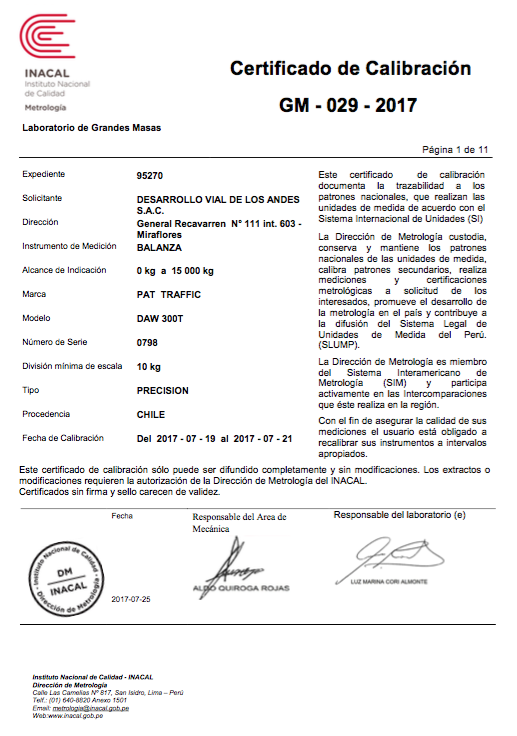 INACAL
Instituto Nacional
de Calidad
Metrología
Certificado de Calibración
GM - 029 - 2017
Laboratorio de Grandes Masas
Página 1 de 11
Expediente 95270
Solicitante DESARROLLO VIAL DE LOS ANDES
S.A.C.
Dirección General Recavarren Nº 111 int. 603 -
Miraflores
Instrumento de Medición BALANZA
Alcance de Indicación 0 kg a 15 000 kg
Marca PAT TRAFFIC
Modelo DAW 300T
Número de Serie 0798
División mínima de escala 10 kg
Tipo PRECISION
Procedencia CHILE
Fecha de Calibración Del 2017 - 07 - 19 al 2017 - 07 - 21
Este certificado de calibración
documenta la trazabilidad a los
patrones nacionales, que realizan las
unidades de medida de acuerdo con el
Sistema Internacional de Unidades (SI)
La Dirección de Metrología custodia,
conserva y mantiene los patrones
nacionales de las unidades de medida,
calibra patrones secundarios, realiza
mediciones y certificaciones
metrológicas a solicitud de los
interesados, promueve el desarrollo de
la metrología en el país y contribuye a
la difusión del Sistema Legal de
Unidades de Medida del Perú.
(SLUMP).
La Dirección de Metrología es miembro
del Sistema Interamericano de
Metrología (SIM) y participa
activamente en las Intercomparaciones
que éste realiza en la región.
Con el fin de asegurar la calidad de sus
mediciones el usuario está obligado a
recalibrar sus instrumentos a intervalos
apropiados.
Este certificado de calibración sólo puede ser difundido completamente y sin modificaciones. Los extractos o
modificaciones requieren la autorización de la Dirección de Metrología del INACAL.
Certificados sin firma y sello carecen de validez.
Fecha
Responsable del Area de
Mecánica
Responsable del laboratorio (e)
Instituto Nacional de Calidad
DM
INACAL
Dirección de Metrología
2017-07-25
ALDO QUIROGA ROJAS
LUZ MARINA CORI ALMONTE
Instituto Nacional de Calidad - INACAL
Dirección de Metrología
Calle Las Camelias Nº 817, San Isidro, Lima – Perú
Telf.: (01) 640-8820 Anexo 1501
Email: metrologia@inacal.gob.pe
Web:www.inacal.gob.pe